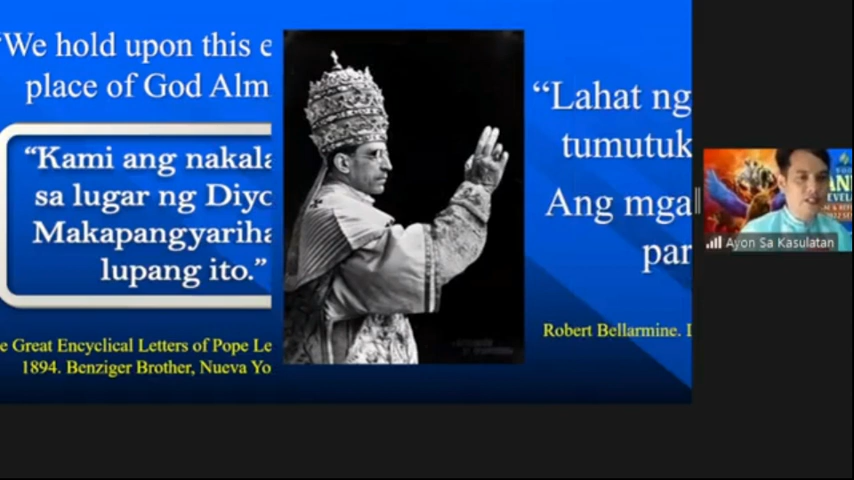 "We hold upon this e
place of God Alm
"Kami ang nakala
sa lugar ng Diyo
Makapangyariha
lupang ito."
e Great Encyclical Letters of Pope Le
1894. Benziger Brother, Nueva Yo
"Lahat ng
tumutuk
Ang mga
par
Robert Bellarmine.
Ayon Sa Kasulatan